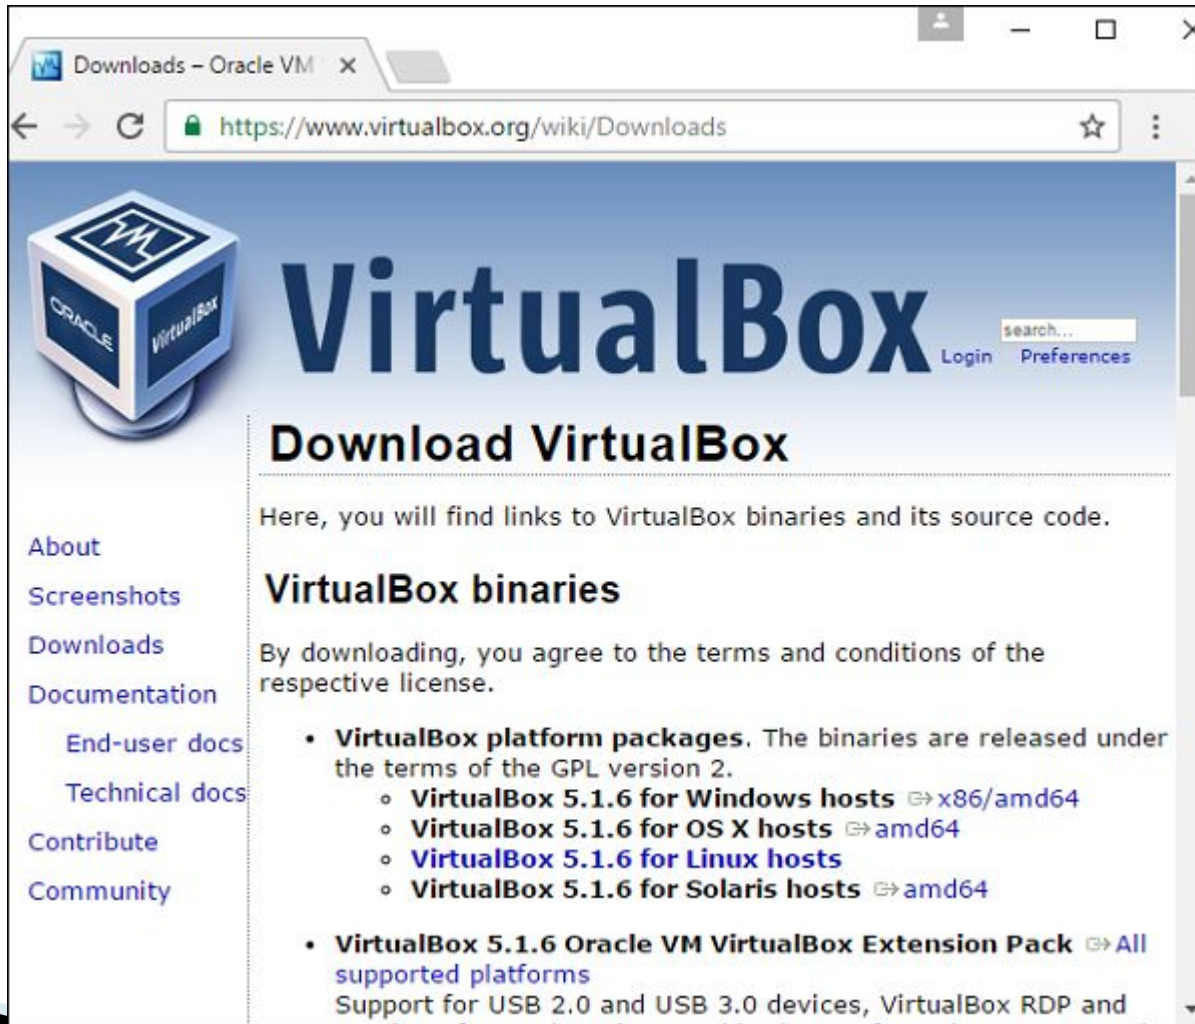 Downloads – Oracle VM
https://www.virtualbox.org/wiki/Downloads
ORACLE
VirtualBox
VirtualBox
search...
Login Preferences
Download VirtualBox
Here, you will find links to VirtualBox binaries and its source code.
About
Screenshots
Downloads
Documentation
End-user docs
Technical docs
Contribute
Community
VirtualBox binaries
By downloading, you agree to the terms and conditions of the
respective license.
• VirtualBox platform packages. The binaries are released under
the terms of the GPL version 2.
◦ VirtualBox 5.1.6 for Windows hosts x86/amd64
◦ VirtualBox 5.1.6 for OS X hosts amd64
◦ VirtualBox 5.1.6 for Linux hosts
◦ VirtualBox 5.1.6 for Solaris hosts amd64
• VirtualBox 5.1.6 Oracle VM VirtualBox Extension Pack All
supported platforms
Support for USB 2.0 and USB 3.0 devices, VirtualBox RDP and